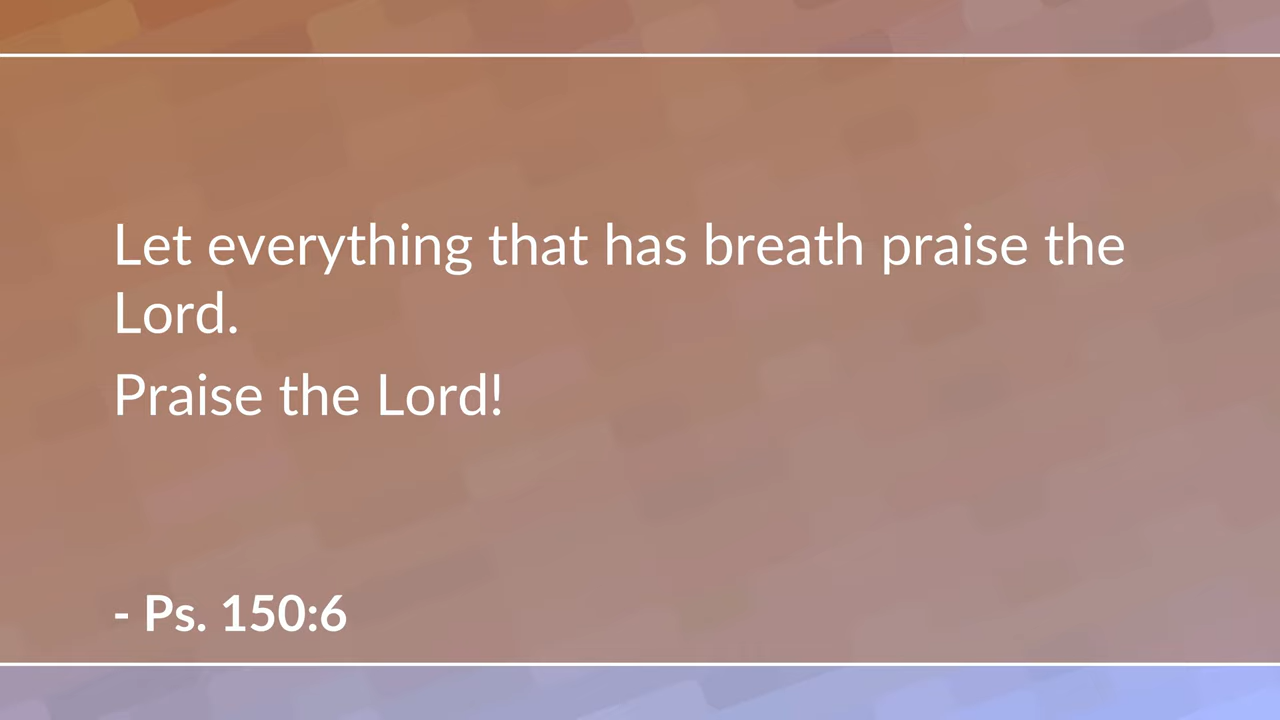 Let everything that has breath praise the
Lord.
Praise the Lord!
- Ps. 150:6